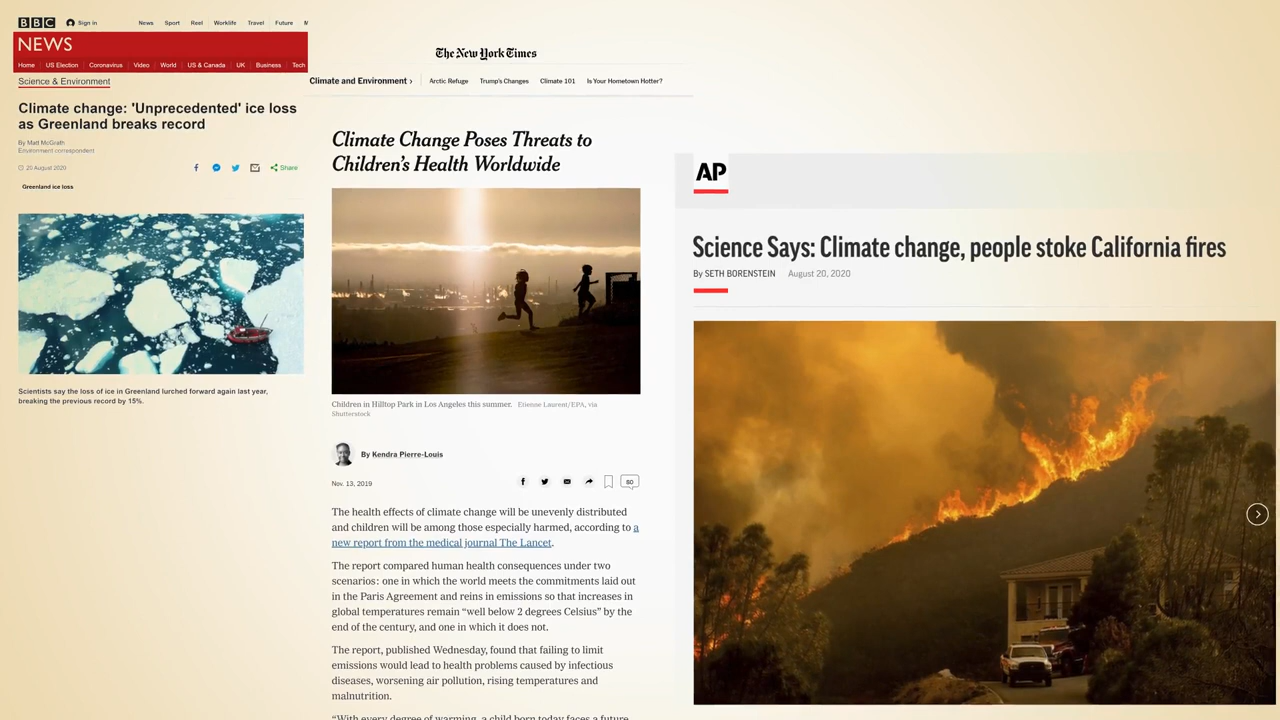 BBC
Sign in
News
Sport
Reel
Worklife
Travel
Future
NEWS
Home
US Election
Coronavirus
Video
World
US & Canada
UK
Business
Tech
Science & Environment
Climate change: 'Unprecedented' ice loss
as Greenland breaks record
By Matt McGrath
Environment correspondent
20 August 2020
Share
Greenland ice loss
Scientists say the loss of ice in Greenland lurched forward again last year,
breaking the previous record by 15%.
The New York Times
Climate and Environment ›
Arctic Refuge
Trump's Changes
Climate 101
Is Your Hometown Hotter?
Climate Change Poses Threats to
Children's Health Worldwide
Children in Hilltop Park in Los Angeles this summer. Etienne Laurent/EPA, via
Shutterstock
By Kendra Pierre-Louis
Nov. 13, 2019
80
The health effects of climate change will be unevenly distributed
and children will be among those especially harmed, according to a
new report from the medical journal The Lancet.
The report compared human health consequences under two
scenarios: one in which the world meets the commitments laid out
in the Paris Agreement and reins in emissions so that increases in
global temperatures remain “well below 2 degrees Celsius” by the
end of the century, and one in which it does not.
The report, published Wednesday, found that failing to limit
emissions would lead to health problems caused by infectious
diseases, worsening air pollution, rising temperatures and
malnutrition.
“With every degree of warming, a child born today faces a future
AP
Science Says: Climate change, people stoke California fires
By SETH BORENSTEIN August 20, 2020